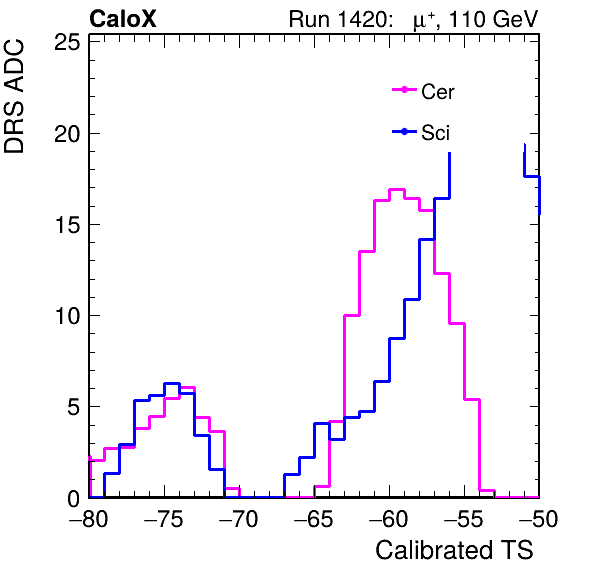 CaloX Run 1420: μ⁺, 110 GeV
DRS ADC
25
20
15
10
5
0
Cer
Sci
−80 −75 −70 −65 −60 −55 −50
Calibrated TS